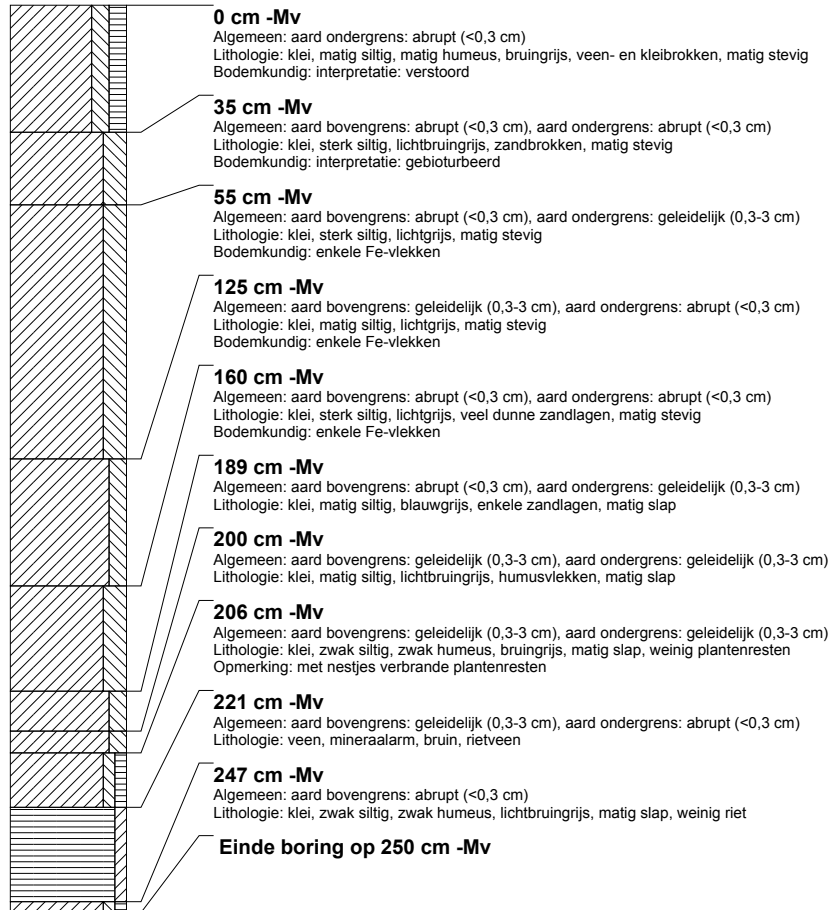 0 cm -Mv
Algemeen: aard ondergrens: abrupt (<0,3 cm)
Lithologie: klei, matig siltig, matig humeus, bruingrijs, veen- en kleibrokken, matig stevig
Bodemkundig: interpretatie: verstoord
35 cm -Mv
Algemeen: aard bovengrens: abrupt (<0,3 cm), aard ondergrens: abrupt (<0,3 cm)
Lithologie: klei, sterk siltig, lichtbruingrijs, zandbrokken, matig stevig
Bodemkundig: interpretatie: gebioturbeerd
55 cm -Mv
Algemeen: aard bovengrens: abrupt (<0,3 cm), aard ondergrens: geleidelijk (0,3-3 cm)
Lithologie: klei, sterk siltig, lichtgrijs, matig stevig
Bodemkundig: enkele Fe-vlekken
125 cm -Mv
Algemeen: aard bovengrens: geleidelijk (0,3-3 cm), aard ondergrens: abrupt (<0,3 cm)
Lithologie: klei, matig siltig, lichtgrijs, matig stevig
Bodemkundig: enkele Fe-vlekken
160 cm -Mv
Algemeen: aard bovengrens: abrupt (<0,3 cm), aard ondergrens: abrupt (<0,3 cm)
Lithologie: klei, sterk siltig, lichtgrijs, veel dunne zandlagen, matig stevig
Bodemkundig: enkele Fe-vlekken
189 cm -Mv
Algemeen: aard bovengrens: abrupt (<0,3 cm), aard ondergrens: geleidelijk (0,3-3 cm)
Lithologie: klei, matig siltig, blauwgrijs, enkele zandlagen, matig slap
200 cm -Mv
Algemeen: aard bovengrens: geleidelijk (0,3-3 cm), aard ondergrens: geleidelijk (0,3-3 cm)
Lithologie: klei, matig siltig, lichtbruingrijs, humusvlekken, matig slap
206 cm -Mv
Algemeen: aard bovengrens: geleidelijk (0,3-3 cm), aard ondergrens: geleidelijk (0,3-3 cm)
Lithologie: klei, zwak siltig, zwak humeus, bruingrijs, matig slap, weinig plantenresten
Opmerking: met nestjes verbrande plantenresten
221 cm -Mv
Algemeen: aard bovengrens: geleidelijk (0,3-3 cm), aard ondergrens: abrupt (<0,3 cm)
Lithologie: veen, mineraalarm, bruin, rietveen
247 cm -Mv
Algemeen: aard bovengrens: abrupt (<0,3 cm)
Lithologie: klei, zwak siltig, zwak humeus, lichtbruingrijs, matig slap, weinig riet
Einde boring op 250 cm -Mv